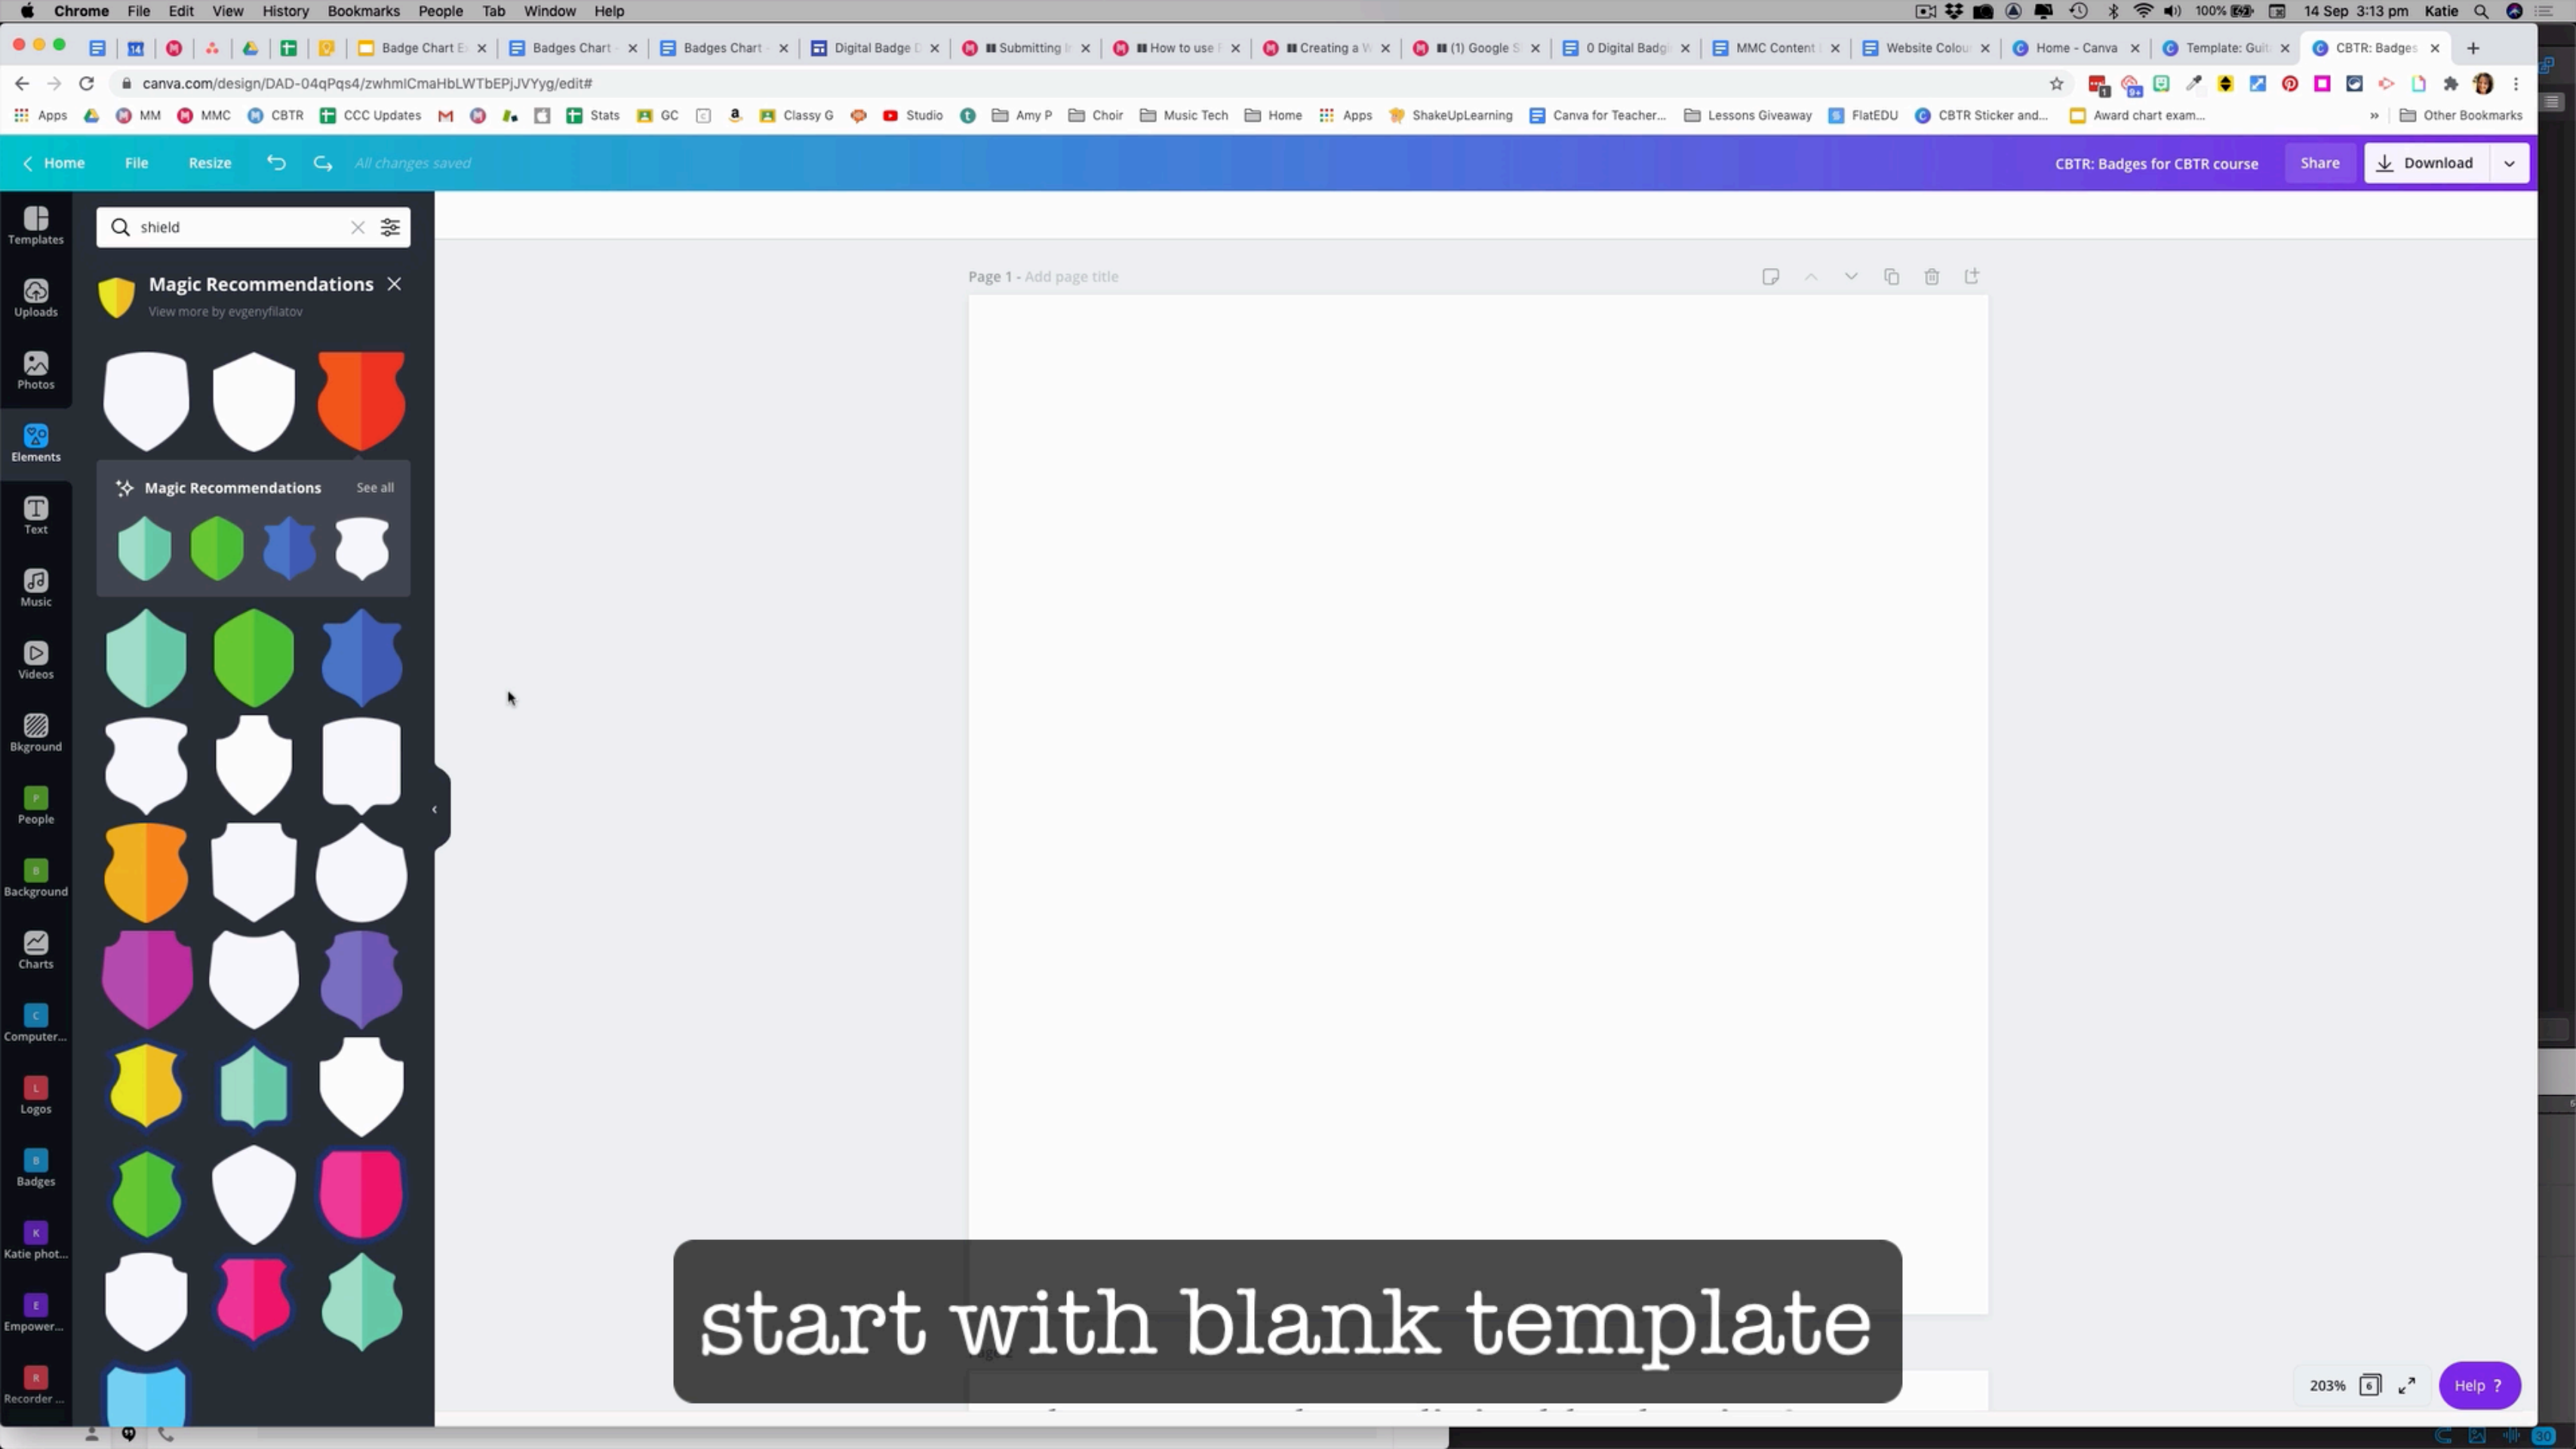 Chrome File Edit View History Bookmarks People Tab Window Help 100% 14 Sep 3:13 pm Katie
14 Badge Chart E Badges Chart - Badges Chart - Digital Badge D Submitting I How to use Creating a W (1) Google S 0 Digital Badgi MMC Content Website Colou Home - Canva Template: Guit CBTR: Badges
canva.com/design/DAD-04qPqs4/zwhmlCmaHbLWTbEPjJVYyg/edit# 1 9+
Apps MM MMC CBTR CCC Updates Stats GC Classy G Studio Amy P Choir Music Tech Home Apps ShakeUpLearning Canva for Teacher... Lessons Giveaway FlatEDU CBTR Sticker and... Award chart exam... » Other Bookmarks
Home File Resize All changes saved CBTR: Badges for CBTR course Share Download
Templates
Uploads
Photos
Elements
Text
Music
Videos
Bkground
P
People
B
Background
Charts
C
Computer...
L
Logos
B
Badges
K
Katie phot...
E
Empower...
R
Recorder ...
shield
Magic Recommendations
View more by evgenyfilatov
Magic Recommendations See all
Page 1 - Add page title
start with blank template
203% 6 Help ?
30